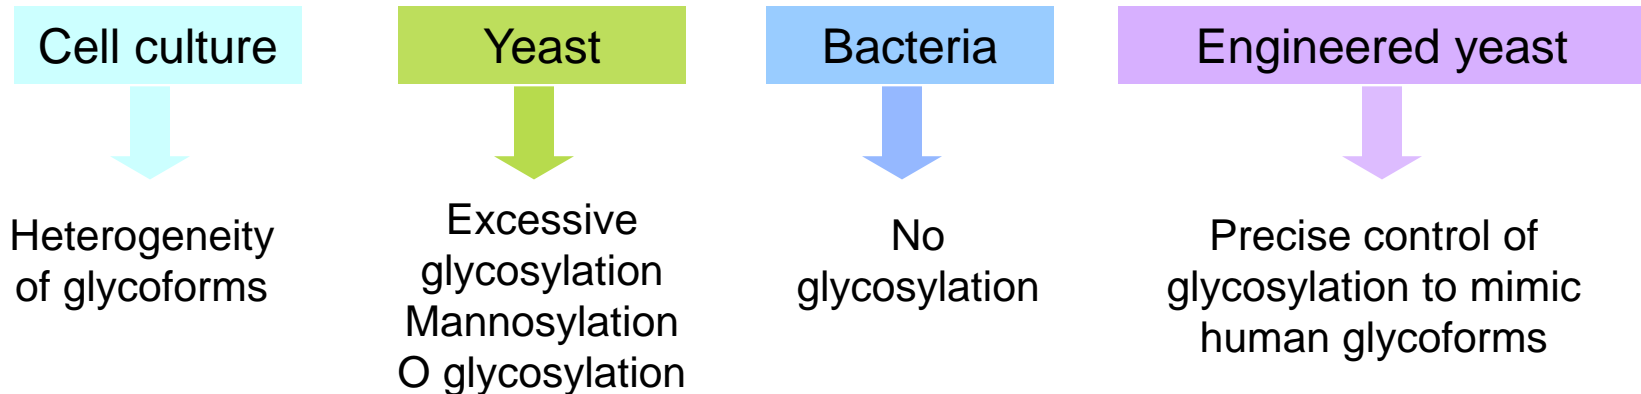 Cell culture
Heterogeneity
of glycoforms
Yeast
Excessive
glycosylation
Mannosylation
O glycosylation
Bacteria
No
glycosylation
Engineered yeast
Precise control of
glycosylation to mimic
human glycoforms